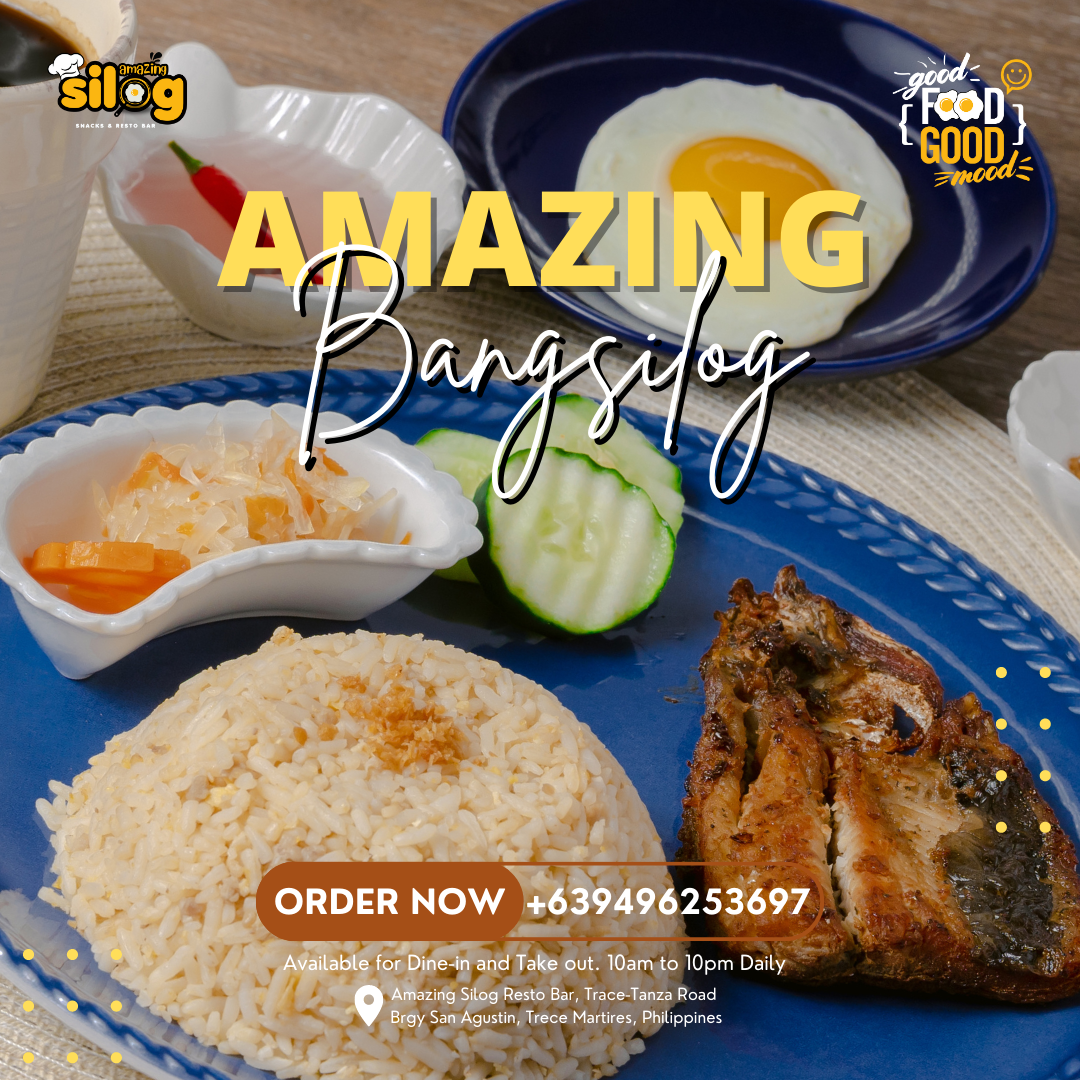 amazing
silog
SNACKS & RESTO BAR
good
FOOD
GOOD
mood
AMAZING
Bangsilog
ORDER NOW +639496253697
Available for Dine-in and Take out. 10am to 10pm Daily
Amazing Silog Resto Bar, Trace-Tanza Road
Brgy San Agustin, Trece Martires, Philippines